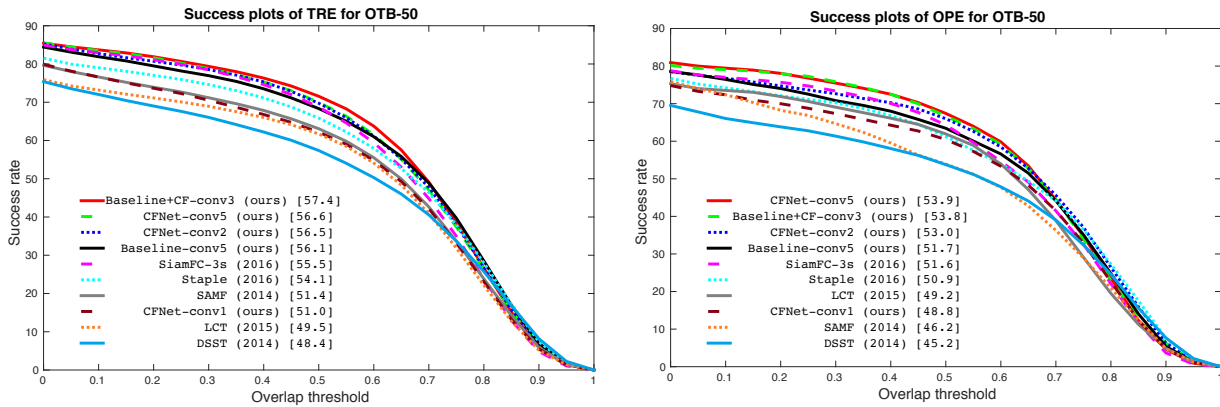 Success plots of TRE for OTB-50
90
80
70
60
50
40
30
20
10
0
Success rate
Baseline+CF-conv3 (ours) [57.4]
CFNet-conv5 (ours) [56.6]
CFNet-conv2 (ours) [56.5]
Baseline-conv5 (ours) [56.1]
SiamFC-3s (2016) [55.5]
Staple (2016) [54.1]
SAMF (2014) [51.4]
CFNet-conv1 (ours) [51.0]
LCT (2015) [49.5]
DSST (2014) [48.4]
0 0.1 0.2 0.3 0.4 0.5 0.6 0.7 0.8 0.9 1
Overlap threshold
Success plots of OPE for OTB-50
90
80
70
60
50
40
30
20
10
0
Success rate
CFNet-conv5 (ours) [53.9]
Baseline+CF-conv3 (ours) [53.8]
CFNet-conv2 (ours) [53.0]
Baseline-conv5 (ours) [51.7]
SiamFC-3s (2016) [51.6]
Staple (2016) [50.9]
LCT (2015) [49.2]
CFNet-conv1 (ours) [48.8]
SAMF (2014) [46.2]
DSST (2014) [45.2]
0 0.1 0.2 0.3 0.4 0.5 0.6 0.7 0.8 0.9 1
Overlap threshold